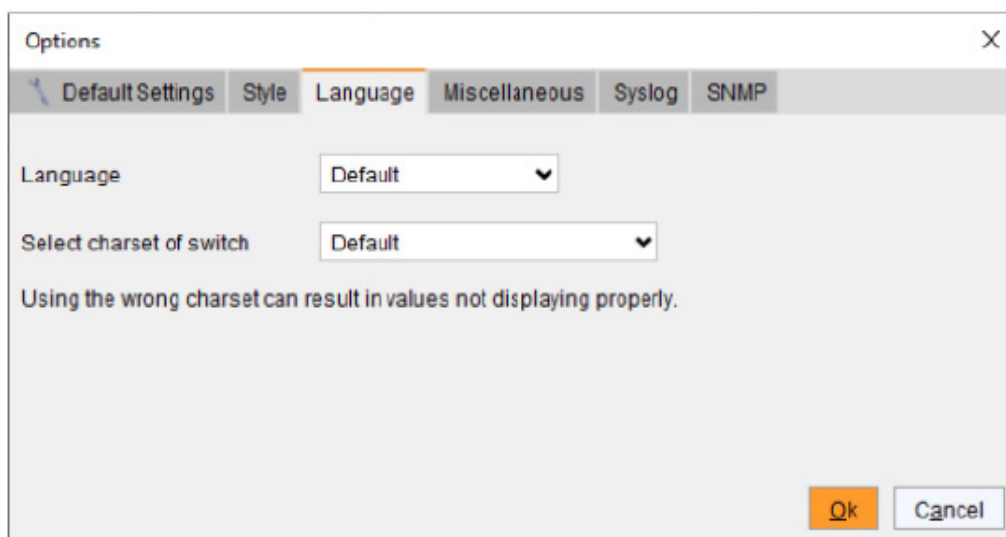 Options
Default Settings Style Language Miscellaneous Syslog SNMP
Language Default
Select charset of switch Default
Using the wrong charset can result in values not displaying properly.
Ok Cancel